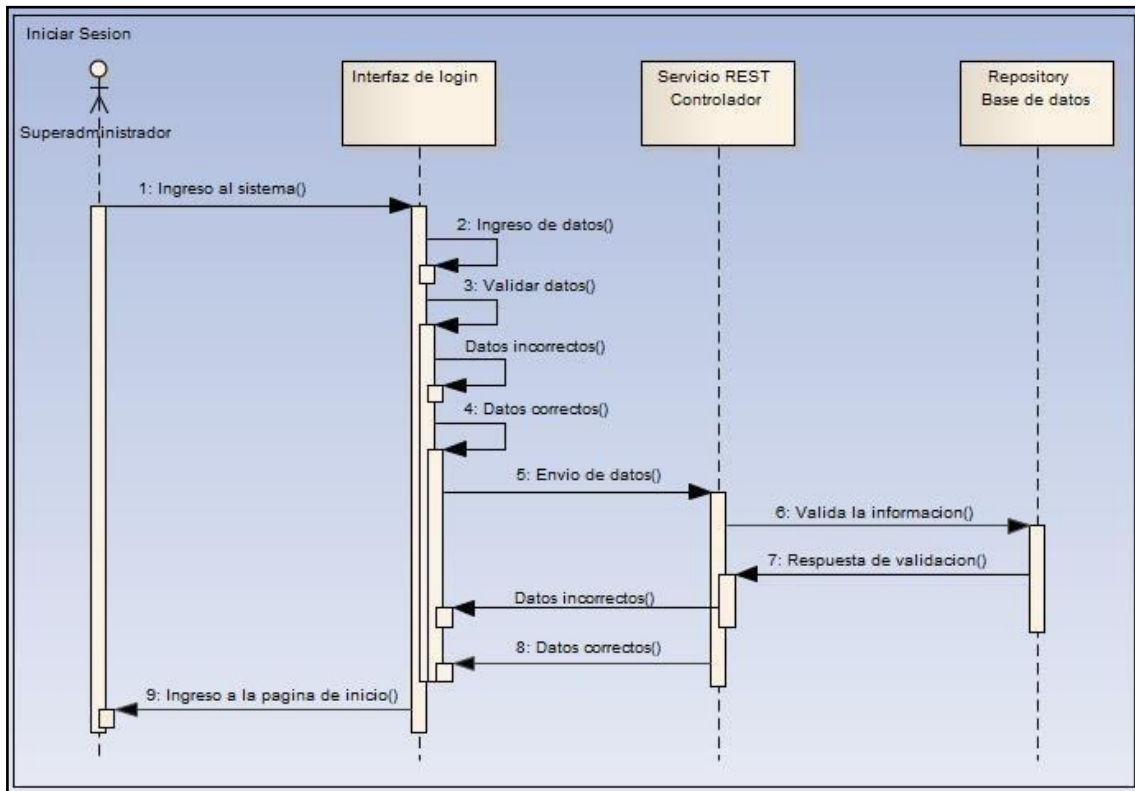 Iniciar Sesion
Superadministrador
Interfaz de login
Servicio REST
Controlador
Repository
Base de datos
1: Ingreso al sistema()
2: Ingreso de datos()
3: Validar datos()
Datos incorrectos()
4: Datos correctos()
5: Envio de datos()
6: Valida la informacion()
7: Respuesta de validacion()
Datos incorrectos()
8: Datos correctos()
9: Ingreso a la pagina de inicio()